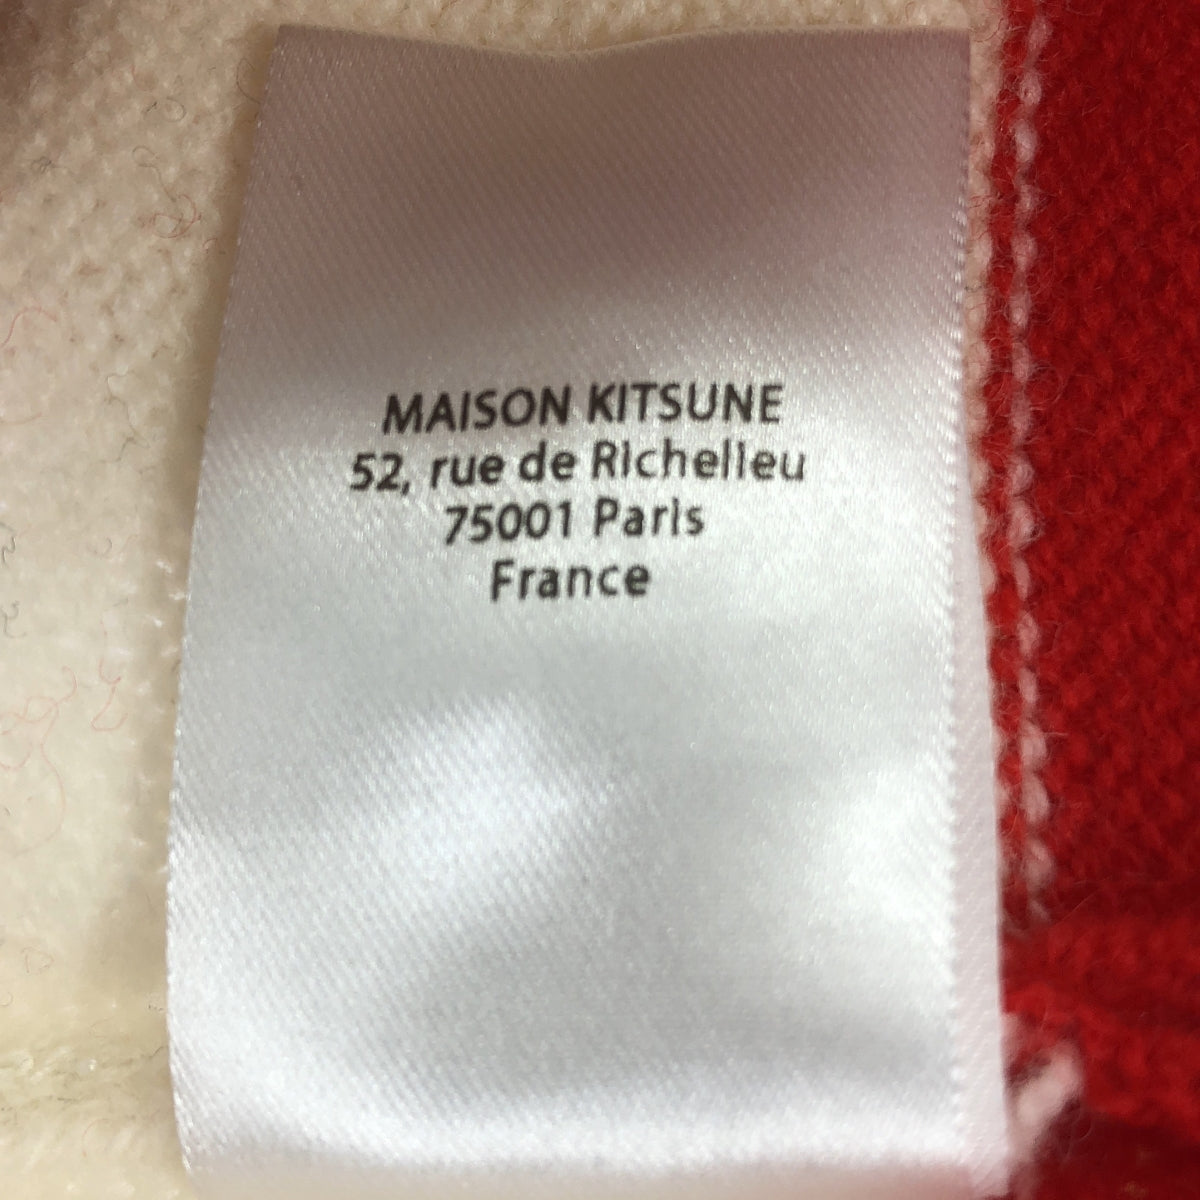 MAISON KITSUNE
52, rue de Richelieu
75001 Paris
France